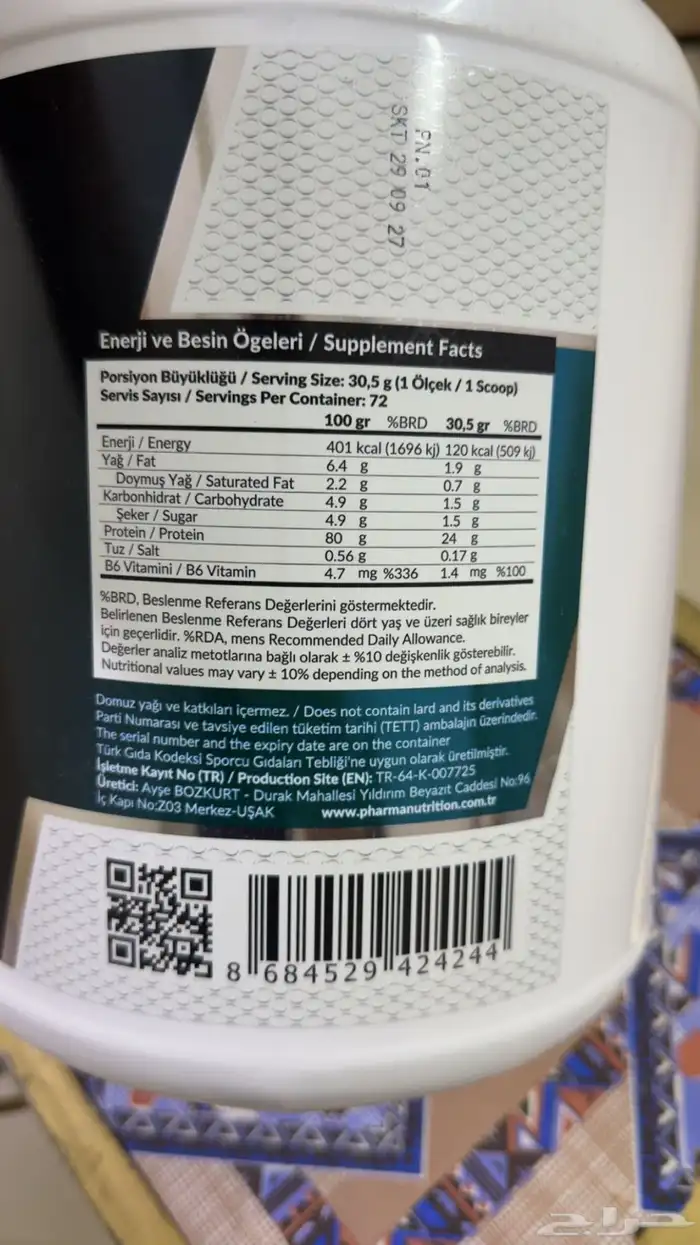 PN.01
SKT 29 09 27
Enerji ve Besin Ögeleri / Supplement Facts
Porsiyon Büyüklüğü / Serving Size: 30,5 g (1 Ölçek / 1 Scoop)
Servis Sayısı / Servings Per Container: 72
100 gr %BRD 30,5 gr %BRD
Enerji / Energy 401 kcal (1696 kj) 120 kcal (509 kj)
Yağ / Fat 6.4 g 1.9 g
Doymuş Yağ / Saturated Fat 2.2 g 0.7 g
Karbonhidrat / Carbohydrate 4.9 g 1.5 g
Şeker / Sugar 4.9 g 1.5 g
Protein / Protein 80 g 24 g
Tuz / Salt 0.56 g 0.17 g
B6 Vitamini / B6 Vitamin 4.7 mg %336 1.4 mg %100
%BRD, Beslenme Referans Değerlerini göstermektedir.
Belirlenen Beslenme Referans Değerleri dört yaş ve üzeri sağlık bireyler
için geçerlidir. %RDA, mens Recommended Daily Allowance.
Değerler analiz metotlarına bağlı olarak ± %10 değişkenlik gösterebilir.
Nutritional values may vary ± 10% depending on the method of analysis.
Domuz yağı ve katkıları içermez. / Does not contain lard and its derivatives
Parti Numarası ve tavsiye edilen tüketim tarihi (TETT) ambalajın üzerindedir.
The serial number and the expiry date are on the container
Türk Gıda Kodeksi Sporcu Gıdaları Tebliği'ne uygun olarak üretilmiştir.
İşletme Kayıt No (TR) / Production Site (EN): TR-64-K-007725
Üretici: Ayşe BOZKURT - Durak Mahallesi Yıldırım Beyazıt Caddesi No:96
İç Kapı No:Z03 Merkez-UŞAK www.pharmanutrition.com.tr
8 684529 424244
حراج